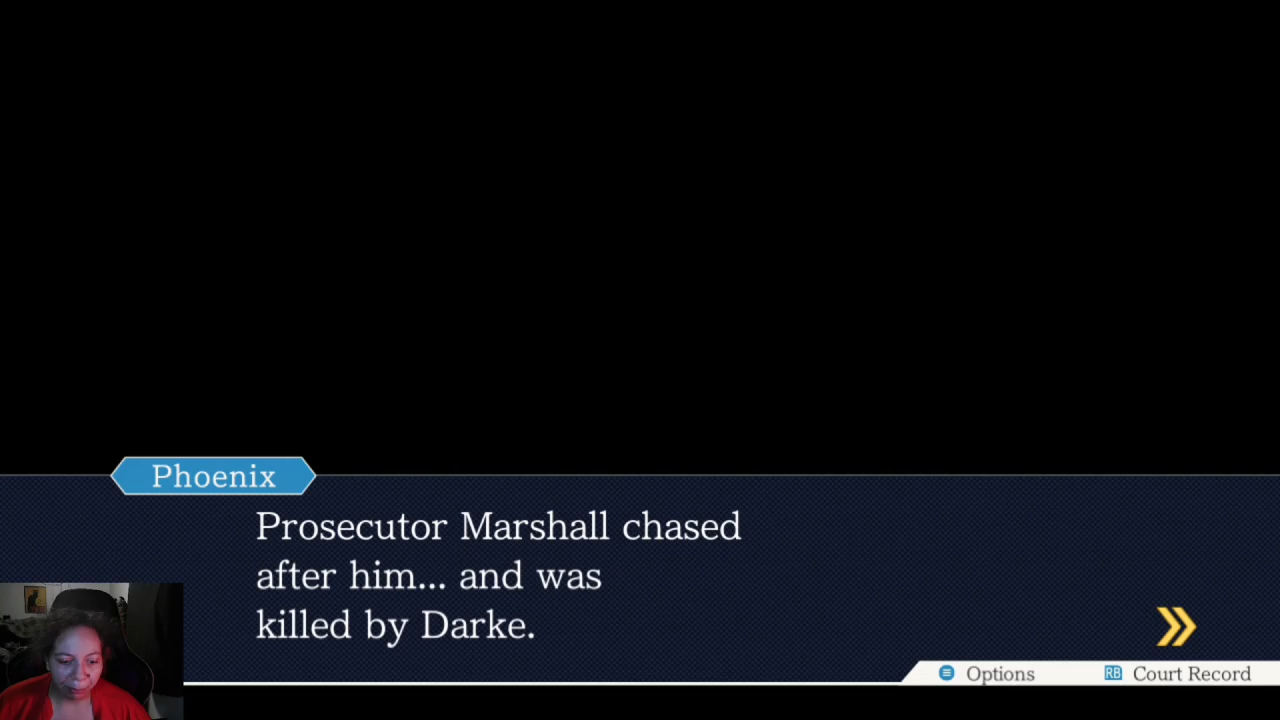 Phoenix
Prosecutor Marshall chased
after him... and was
killed by Darke.
Options
RB Court Record